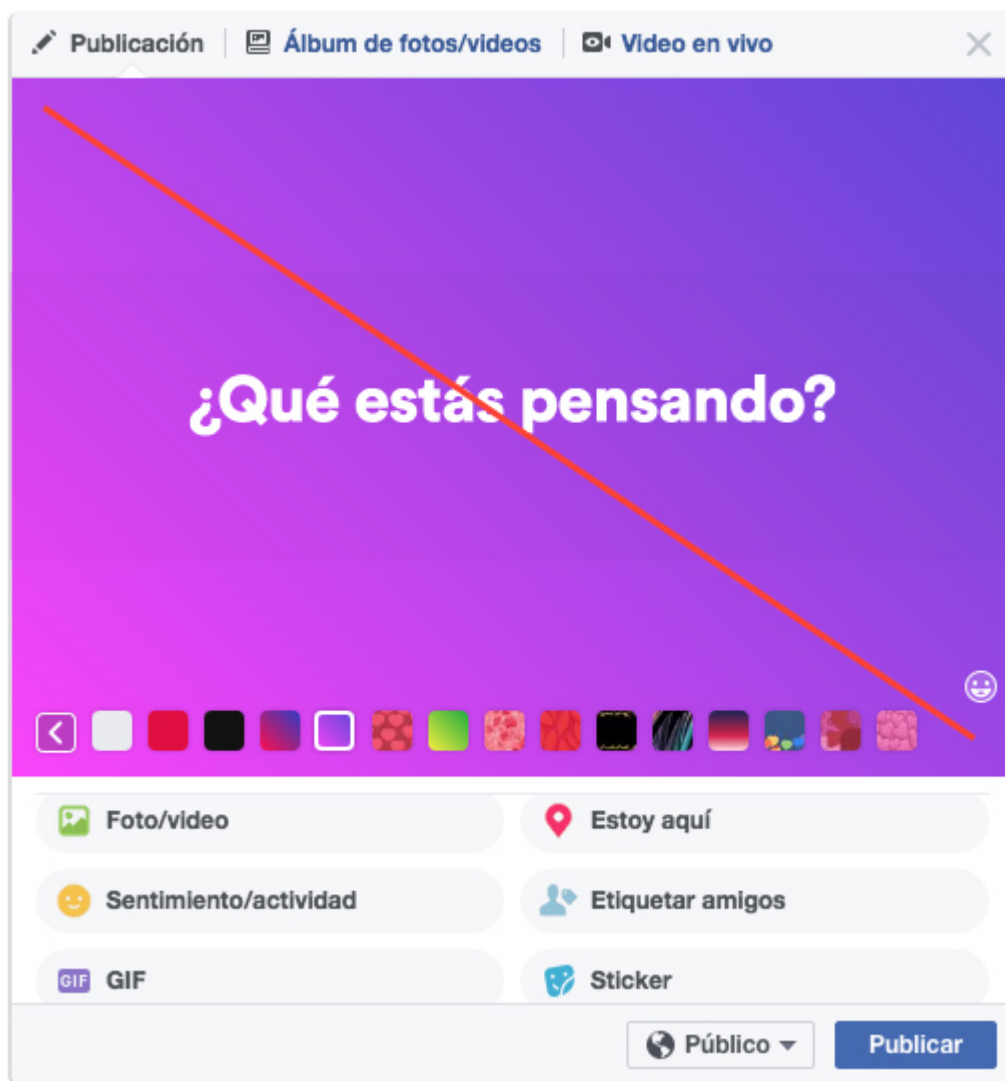 Publicación Álbum de fotos/videos Video en vivo
¿Qué estás pensando?
Foto/video Estoy aquí
Sentimiento/actividad Etiquetar amigos
GIF GIF Sticker
Público Publicar